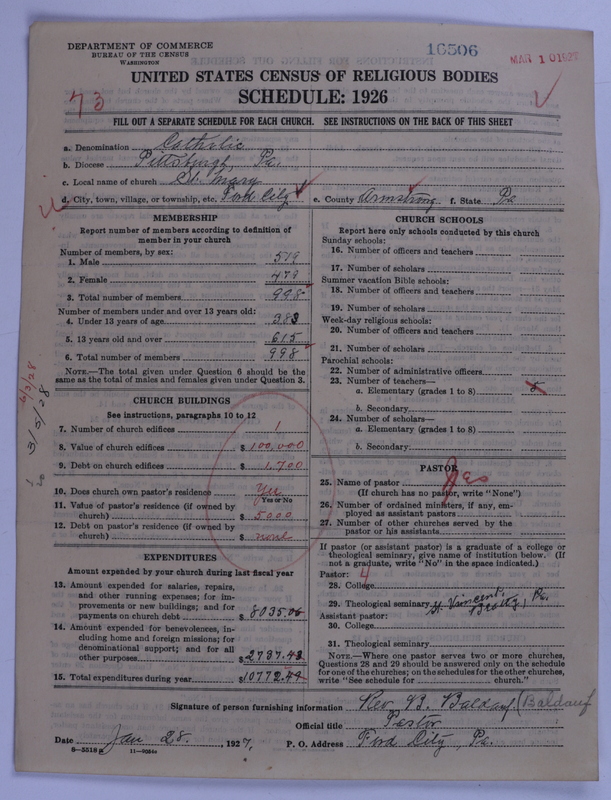 DEPARTMENT OF COMMERCE
BUREAU OF THE CENSUS
WASHINGTON
16506
MAR 10 1927
UNITED STATES CENSUS OF RELIGIOUS BODIES
SCHEDULE: 1926
73
FILL OUT A SEPARATE SCHEDULE FOR EACH CHURCH. SEE INSTRUCTIONS ON THE BACK OF THIS SHEET
a. Denomination Catholic
b. Diocese Pittsburgh, Pa.
c. Local name of church St. Mary
d. City, town, village, or township, etc. Ford City e. County Armstrong f. State Pa
MEMBERSHIP
Report number of members according to definition of member in your church
Number of members, by sex:
1. Male 519
2. Female 479
3. Total number of members 998
Number of members under and over 13 years old:
4. Under 13 years of age 383
5. 13 years old and over 615
6. Total number of members 998
NOTE.—The total given under Question 6 should be the same as the total of males and females given under Question 3.
3/5/28
CHURCH BUILDINGS
See instructions, paragraphs 10 to 12
7. Number of church edifices 1
8. Value of church edifices $ 100,000
9. Debt on church edifices $ 1,700
10. Does church own pastor's residence Yes
(Yes or No)
11. Value of pastor's residence (if owned by church) $ 5000
12. Debt on pastor's residence (if owned by church) $ none
EXPENDITURES
Amount expended by your church during last fiscal year
13. Amount expended for salaries, repairs, and other running expenses; for improvements or new buildings; and for payments on church debt $ 8035.06
14. Amount expended for benevolences, including home and foreign missions; for denominational support; and for all other purposes $ 2737.43
15. Total expenditures during year $ 10772.49
CHURCH SCHOOLS
Report here only schools conducted by this church
Sunday schools:
16. Number of officers and teachers
17. Number of scholars
Summer vacation Bible schools:
18. Number of officers and teachers
19. Number of scholars
Week-day religious schools:
20. Number of officers and teachers
21. Number of scholars
Parochial schools:
22. Number of administrative officers
23. Number of teachers—
a. Elementary (grades 1 to 8)
b. Secondary
24. Number of scholars—
a. Elementary (grades 1 to 8)
b. Secondary
PASTOR
25. Name of pastor
(If church has no pastor, write "None")
26. Number of ordained ministers, if any, employed as assistant pastors
27. Number of other churches served by the pastor or his assistants
If pastor (or assistant pastor) is a graduate of a college or theological seminary, give name of institution below. (If not a graduate, write "No" in the space indicated.)
Pastor: 4
28. College
29. Theological seminary St. Vincent, Beatty, Pa.
Assistant pastor:
30. College
31. Theological seminary
NOTE.—Where one pastor serves two or more churches, Questions 28 and 29 should be answered only on the schedule for one of the churches; on the schedules for the other churches, write "See schedule for church."
Signature of person furnishing information Rev. B. Baldauf (Baldauf
Official title Pastor
Date Jan 28, 1927, P. O. Address Ford City, Pa.
8—5518a 11—9324a